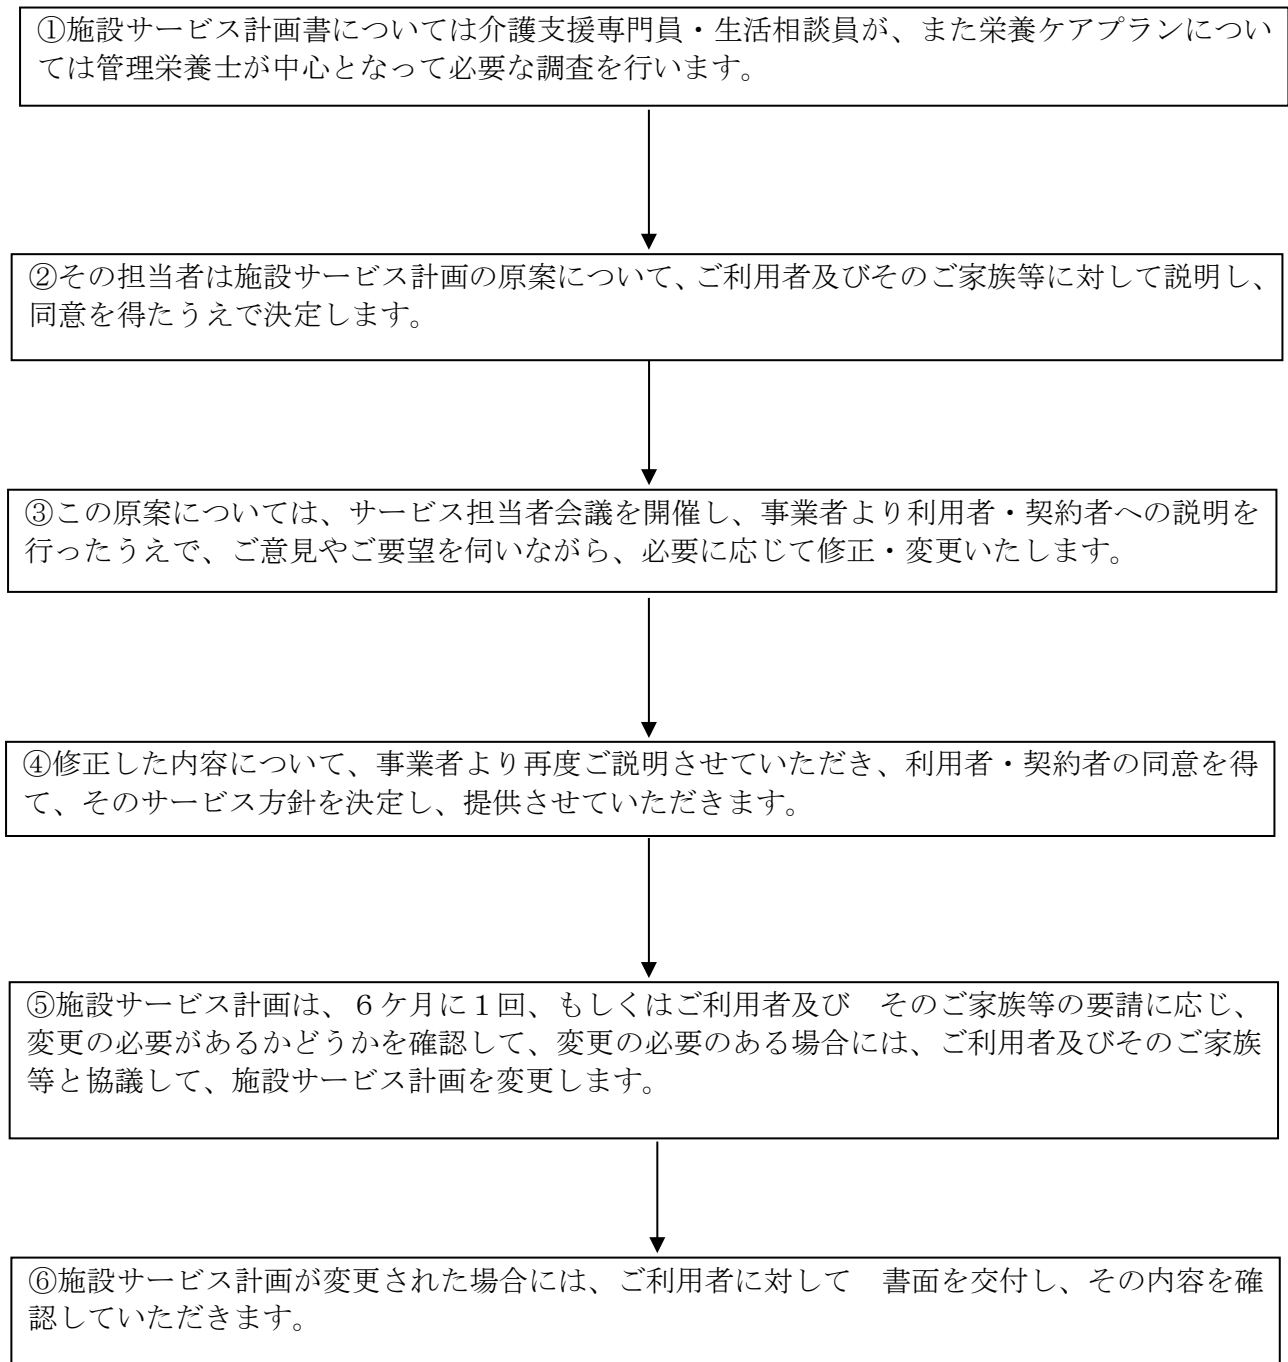 ①施設サービス計画書については介護支援専門員・生活相談員が、また栄養ケアプランについ
ては管理栄養士が中心となって必要な調査を行います。
②その担当者は施設サービス計画の原案について、ご利用者及びそのご家族等に対して説明し、
同意を得たうえで決定します。
③この原案については、サービス担当者会議を開催し、事業者より利用者・契約者への説明を
行ったうえで、ご意見やご要望を伺いながら、必要に応じて修正・変更いたします。
④修正した内容について、事業者より再度ご説明させていただき、利用者・契約者の同意を得
て、そのサービス方針を決定し、提供させていただきます。
⑤施設サービス計画は、６ケ月に１回、もしくはご利用者及び　そのご家族等の要請に応じ、
変更の必要があるかどうかを確認して、変更の必要のある場合には、ご利用者及びそのご家族
等と協議して、施設サービス計画を変更します。
⑥施設サービス計画が変更された場合には、ご利用者に対して　書面を交付し、その内容を確
認していただきます。